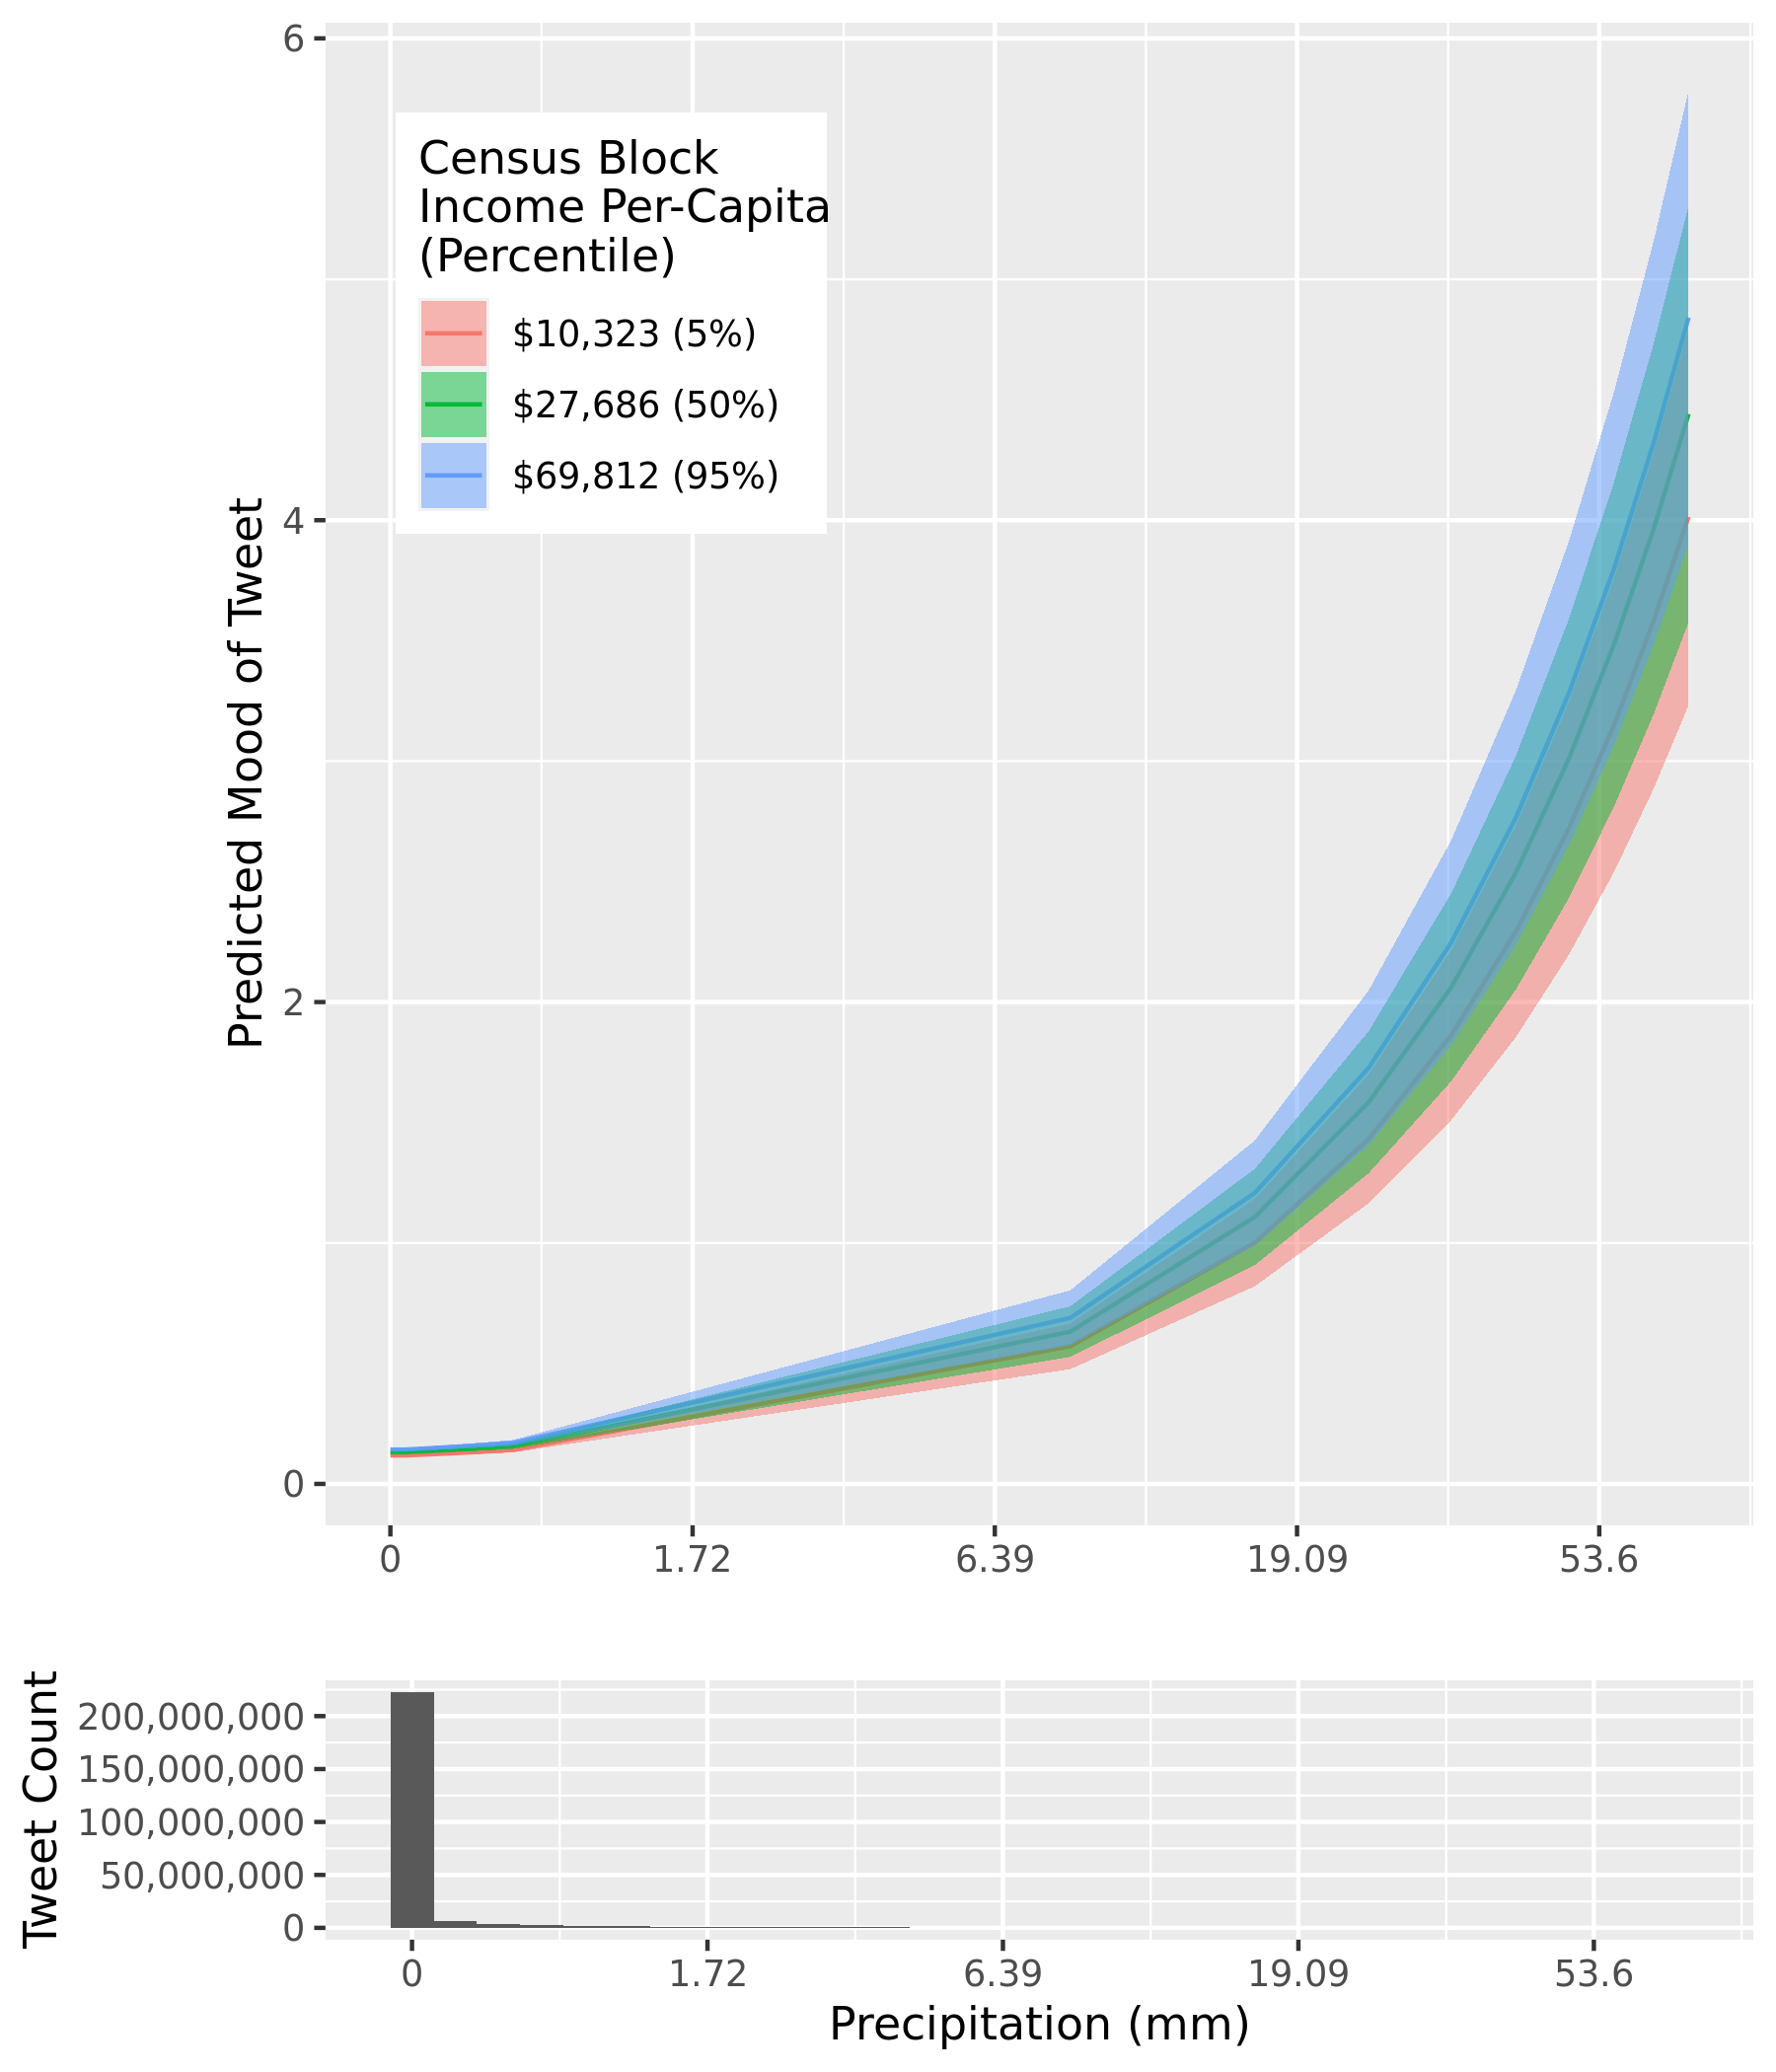 6
Census Block
Income Per-Capita
(Percentile)
$10,323 (5%)
$27,686 (50%)
$69,812 (95%)
4
2
0
Predicted Mood of Tweet
0 1.72 6.39 19.09 53.6
200,000,000
150,000,000
100,000,000
50,000,000
0
Tweet Count
0 1.72 6.39 19.09 53.6
Precipitation (mm)